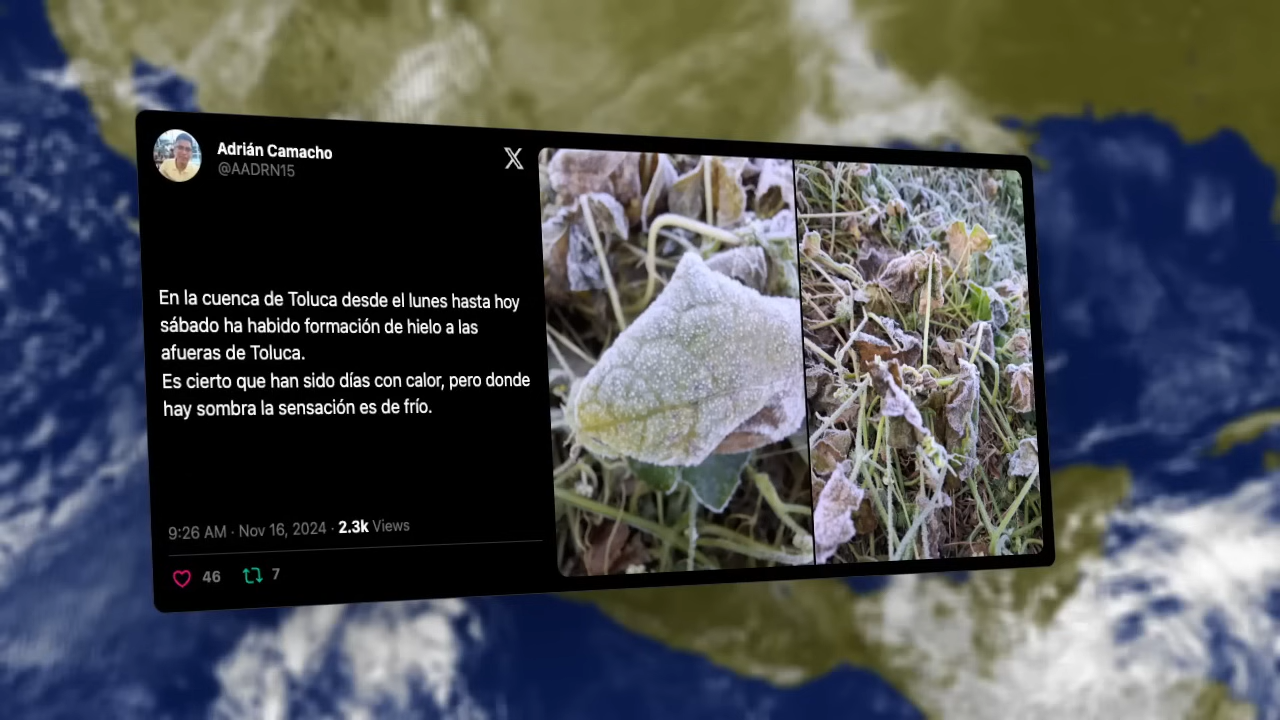 Adrián Camacho
@AADRN15
En la cuenca de Toluca desde el lunes hasta hoy
sábado ha habido formación de hielo a las
afueras de Toluca.
Es cierto que han sido días con calor, pero donde
hay sombra la sensación es de frío.
9:26 AM · Nov 16, 2024 · 2.3k Views
46 7